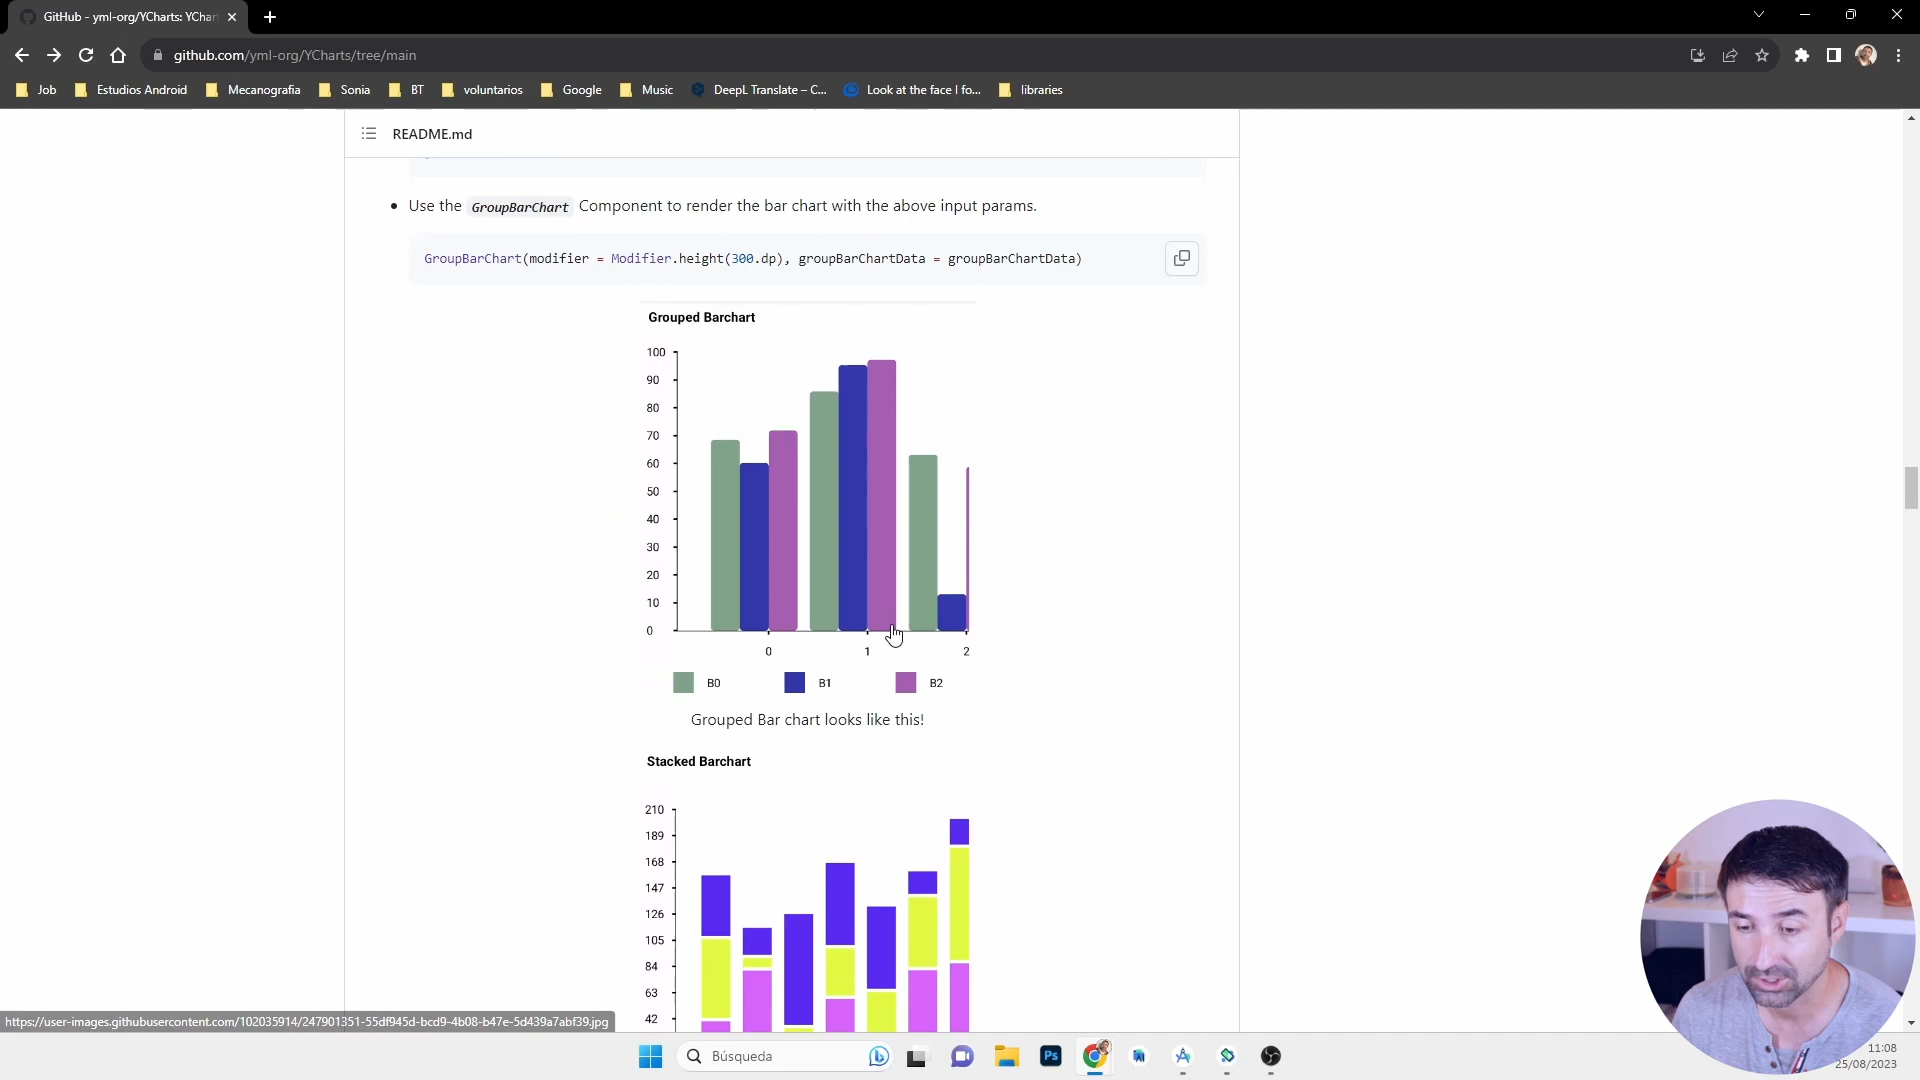 GitHub - yml-org/YCharts: YChar
github.com/yml-org/YCharts/tree/main
Job
Estudios Android
Mecanografia
Sonia
BT
voluntarios
Google
Music
DeepL Translate – C...
Look at the face I fo...
libraries
README.md
Use the GroupBarChart Component to render the bar chart with the above input params.
GroupBarChart(modifier = Modifier.height(300.dp), groupBarChartData = groupBarChartData)
Grouped Barchart
100
90
80
70
60
50
40
30
20
10
0
0 1 2
B0 B1 B2
Grouped Bar chart looks like this!
Stacked Barchart
210
189
168
147
126
105
84
63
42
https://user-images.githubusercontent.com/102035914/247901351-55df945d-bcd9-4b08-b47e-5d439a7abf39.jpg
Búsqueda
Ps
11:08
25/08/2023